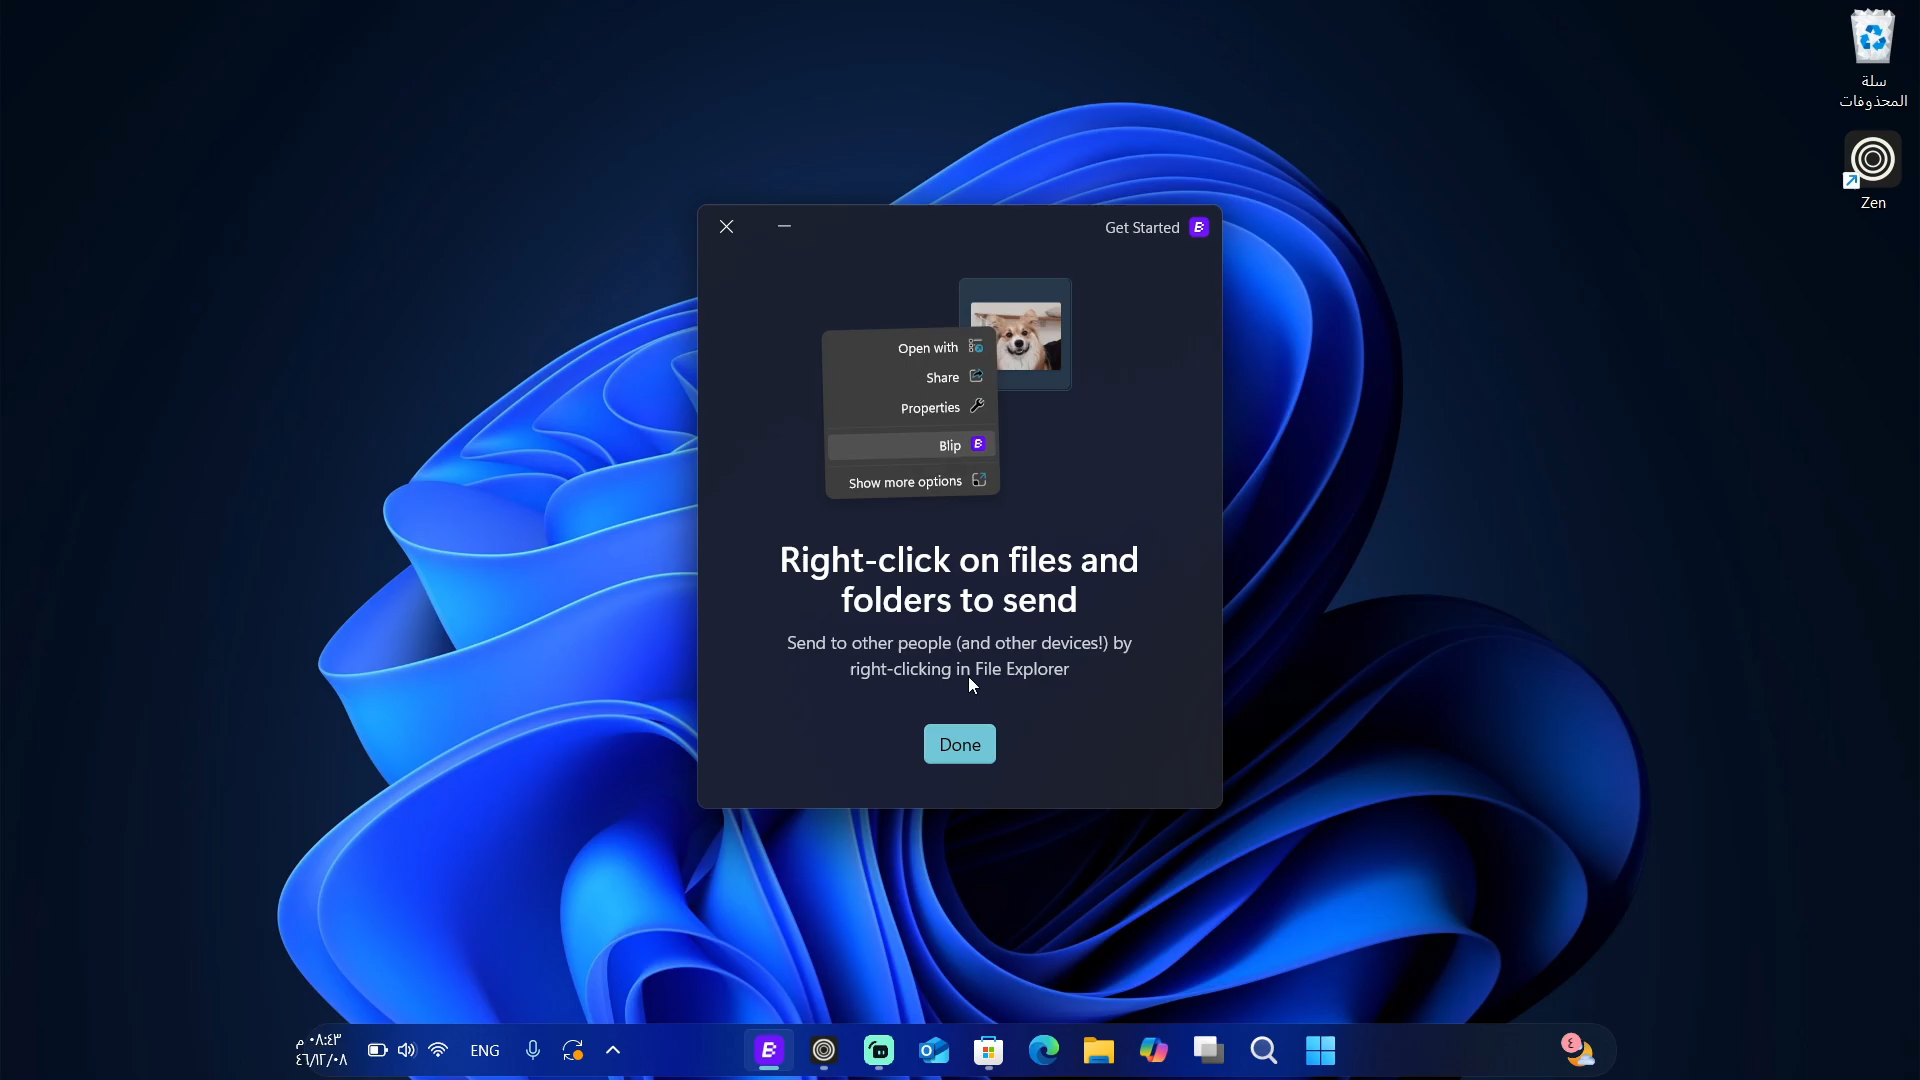 سلة
المحذوفات
Zen
Get Started
Open with
Share
Properties
Blip
Show more options
Right-click on files and
folders to send
Send to other people (and other devices!) by
right-clicking in File Explorer
Done
٠٨:٤٣ م
٤٦/١٢/٠٨
ENG
٤